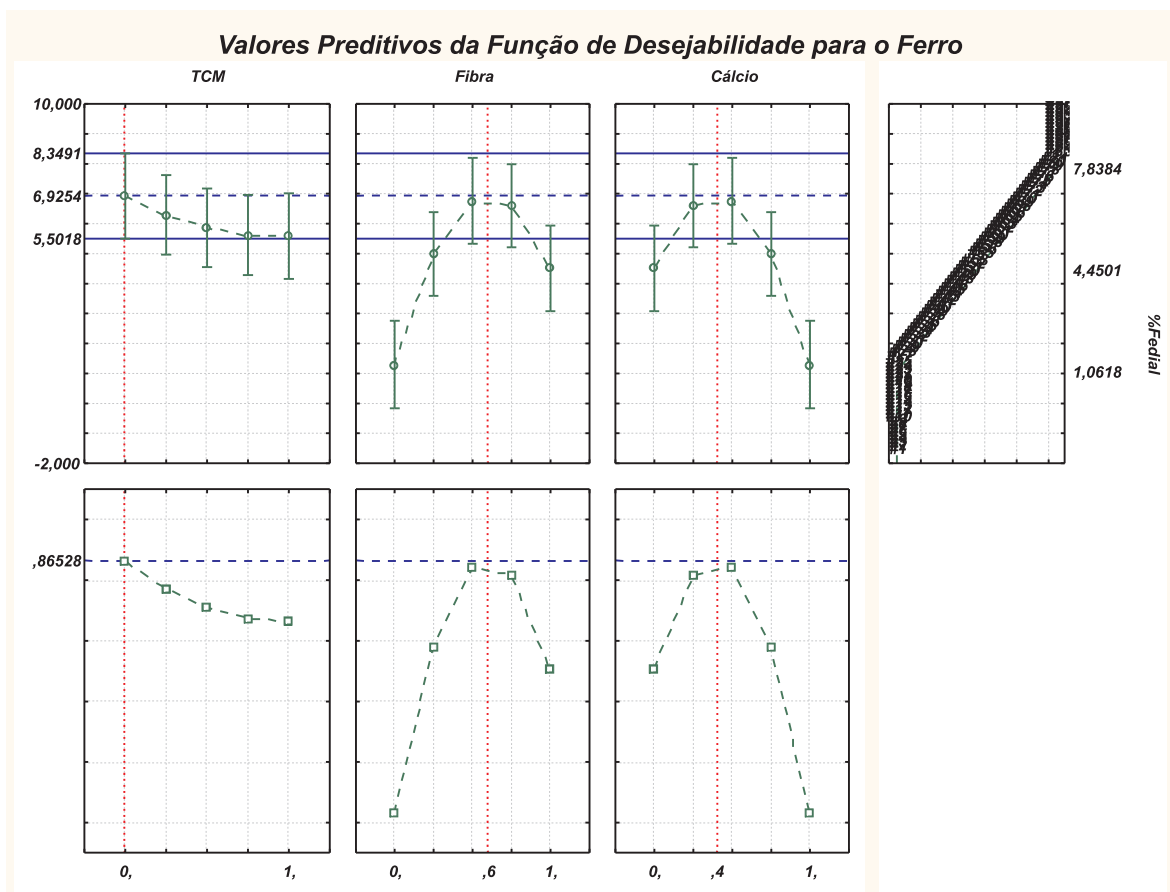 Valores Preditivos da Função de Desejabilidade para o Ferro
TCM Fibra Cálcio
10,000
8,3491
6,9254
5,5018
-2,000
7,8384
4,4501
1,0618
%Fedial
,86528
0, 1, 0, ,6 1, 0, ,4 1,